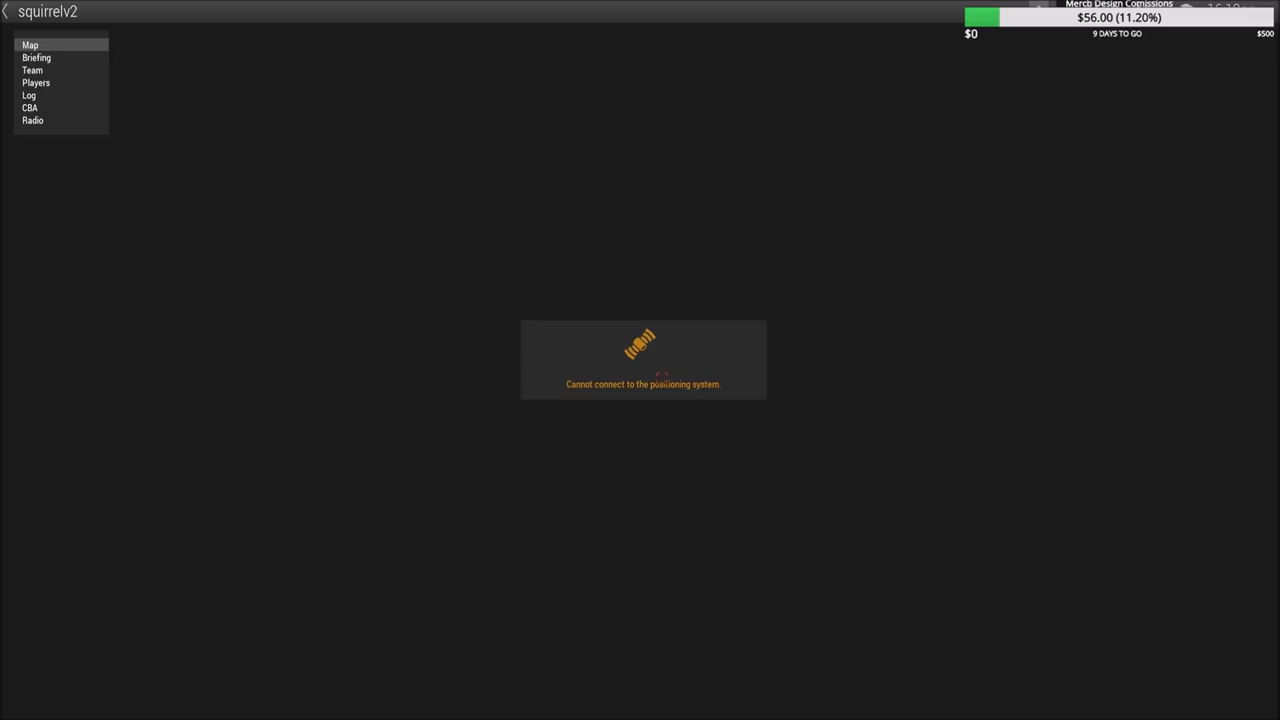 squirrelv2
Merch Design Comissions
$56.00 (11.20%)
$0
9 DAYS TO GO
$500
Map
Briefing
Team
Players
Log
CBA
Radio
Cannot connect to the positioning system.